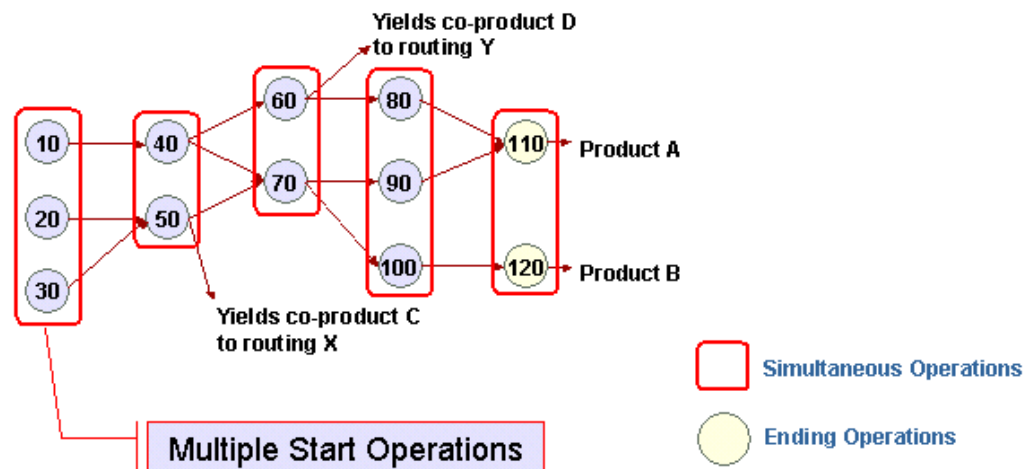 Yields co-product D
to routing Y
60
80
10
40
110
Product A
70
90
20
50
100
120
Product B
30
Yields co-product C
to routing X
Simultaneous Operations
Multiple Start Operations
Ending Operations